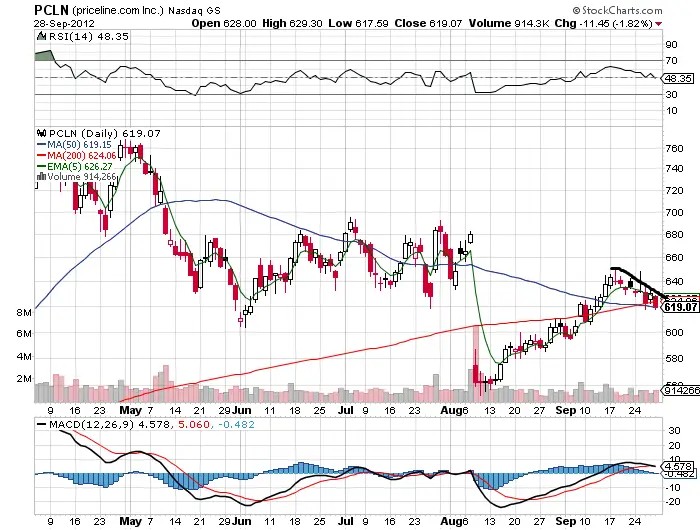 PCLN (priceline.com Inc.) Nasdaq GS © StockCharts.com
28-Sep-2012 Open 628.00 High 629.30 Low 617.59 Close 619.07 Volume 914.3K Chg -11.45 (-1.82%)
RSI(14) 48.35
90
70
48.35
30
10
PCLN (Daily) 619.07
MA(50) 619.15
MA(200) 624.06
EMA(5) 626.27
Volume 914,266
760
740
720
700
680
660
640
619.07
600
580
8M
6M
4M
2M
914266
9 16 23 May 7 14 21 29 Jun 11 18 25 Jul 9 16 23 Aug 6 13 20 27 Sep 10 17 24
MACD(12,26,9) 4.578, 5.060, -0.482
30
20
10
4.578
-0.482
-10
-20
9 16 23 May 7 14 21 29 Jun 11 18 25 Jul 9 16 23 Aug 6 13 20 27 Sep 10 17 24